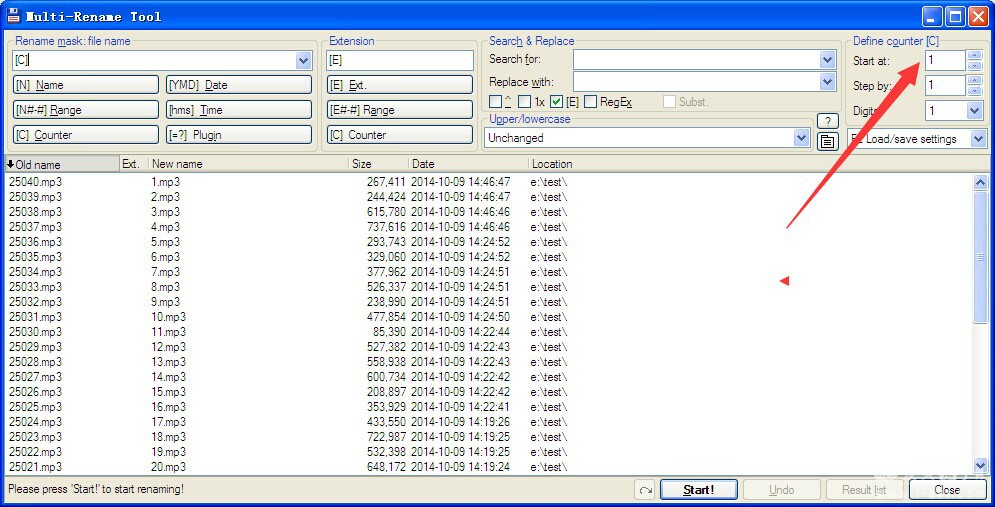 Multi-Rename Tool
Rename mask: file name
Extension
Search & Replace
Define counter [C]
[C]
[E]
Search for:
Start at: 1
[N] Name
[YMD] Date
[E] Ext.
Replace with:
Step by: 1
[N#-#] Range
[hms] Time
[E#-#] Range
^
1x
[E]
RegEx
Subst.
Digits 1
[C] Counter
[=?] Plugin
[C] Counter
Upper/lowercase
?
Unchanged
F2 Load/save settings
Old name Ext. New name Size Date Location
25040.mp3 1.mp3 267,411 2014-10-09 14:46:47 e:\test\
25039.mp3 2.mp3 244,424 2014-10-09 14:46:47 e:\test\
25038.mp3 3.mp3 615,780 2014-10-09 14:46:46 e:\test\
25037.mp3 4.mp3 737,616 2014-10-09 14:46:46 e:\test\
25036.mp3 5.mp3 293,743 2014-10-09 14:24:52 e:\test\
25035.mp3 6.mp3 329,060 2014-10-09 14:24:52 e:\test\
25034.mp3 7.mp3 377,962 2014-10-09 14:24:51 e:\test\
25033.mp3 8.mp3 526,337 2014-10-09 14:24:51 e:\test\
25032.mp3 9.mp3 238,990 2014-10-09 14:24:51 e:\test\
25031.mp3 10.mp3 477,854 2014-10-09 14:24:50 e:\test\
25030.mp3 11.mp3 85,390 2014-10-09 14:22:44 e:\test\
25029.mp3 12.mp3 527,382 2014-10-09 14:22:43 e:\test\
25028.mp3 13.mp3 558,938 2014-10-09 14:22:43 e:\test\
25027.mp3 14.mp3 600,734 2014-10-09 14:22:42 e:\test\
25026.mp3 15.mp3 208,897 2014-10-09 14:22:42 e:\test\
25025.mp3 16.mp3 353,929 2014-10-09 14:22:41 e:\test\
25024.mp3 17.mp3 433,550 2014-10-09 14:19:26 e:\test\
25023.mp3 18.mp3 722,987 2014-10-09 14:19:25 e:\test\
25022.mp3 19.mp3 532,398 2014-10-09 14:19:25 e:\test\
25021.mp3 20.mp3 648,172 2014-10-09 14:19:24 e:\test\
Please press 'Start!' to start renaming!
Start!
Undo
Result list
Close